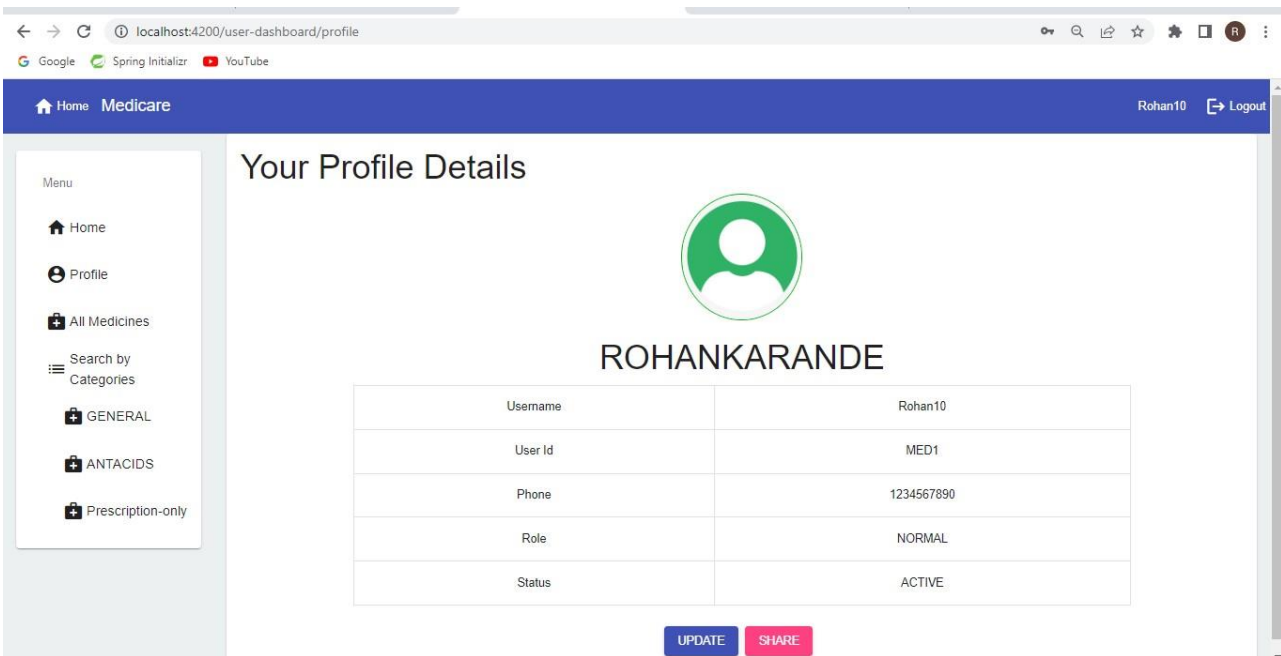 localhost:4200/user-dashboard/profile
R
G Google Spring Initializr YouTube
Home Medicare Rohan10 Logout
Menu
Home
Profile
All Medicines
Search by
Categories
GENERAL
ANTACIDS
Prescription-only
Your Profile Details
ROHANKARANDE
Username Rohan10
User Id MED1
Phone 1234567890
Role NORMAL
Status ACTIVE
UPDATE SHARE